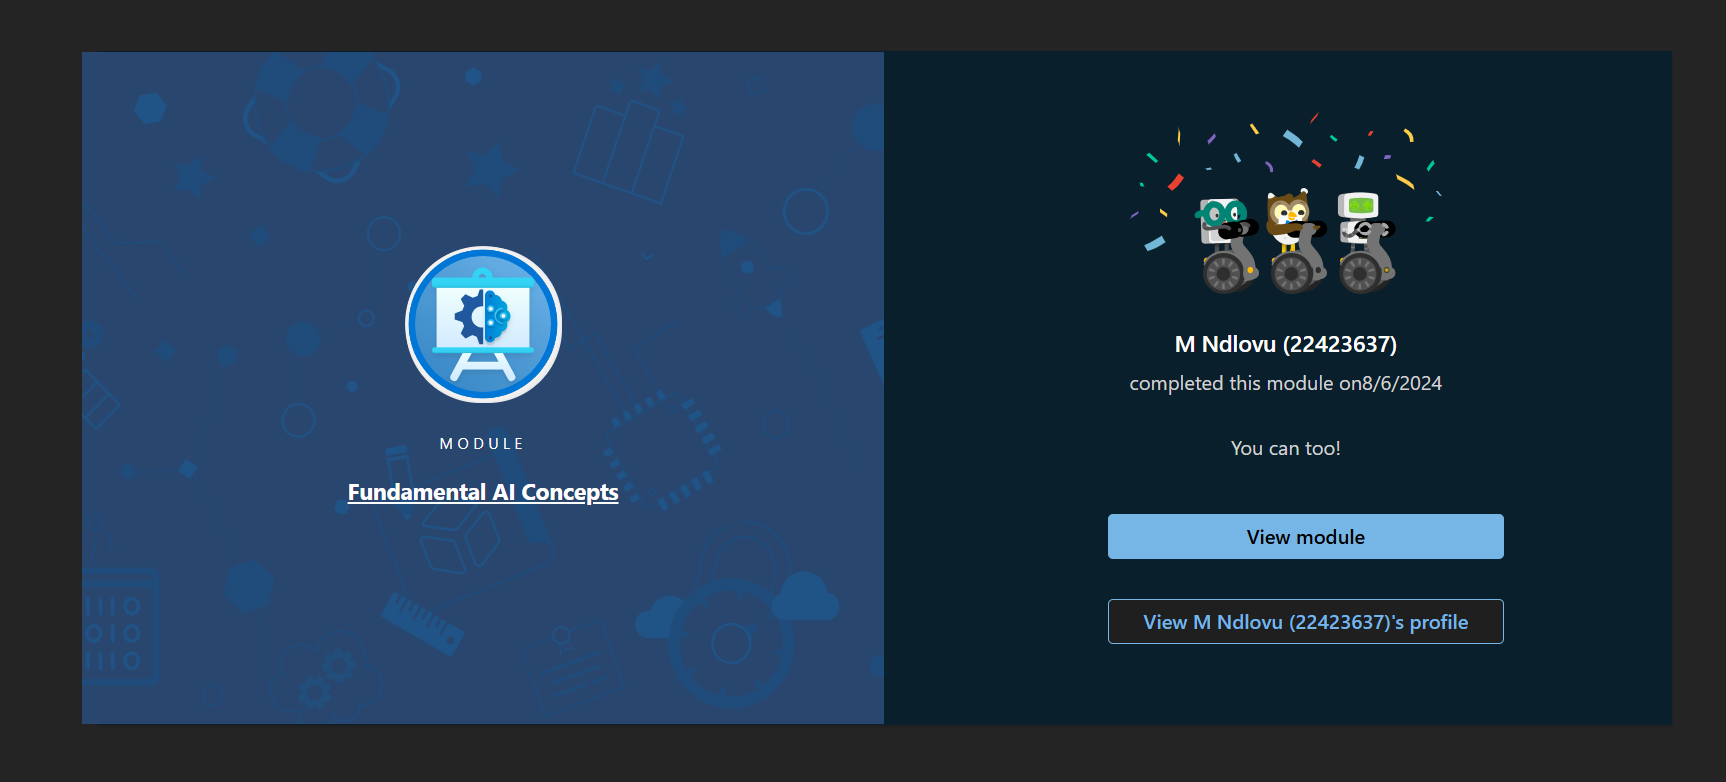 MODULE
Fundamental AI Concepts
M Ndlovu (22423637)
completed this module on8/6/2024
You can too!
View module
View M Ndlovu (22423637)'s profile